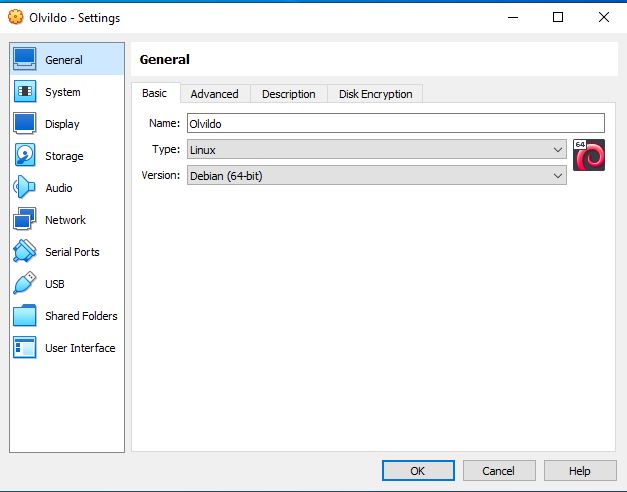 Olvildo - Settings
General
System
Display
Storage
Audio
Network
Serial Ports
USB
Shared Folders
User Interface
General
Basic Advanced Description Disk Encryption
Name: Olvildo
Type: Linux
64
Version: Debian (64-bit)
OK Cancel Help